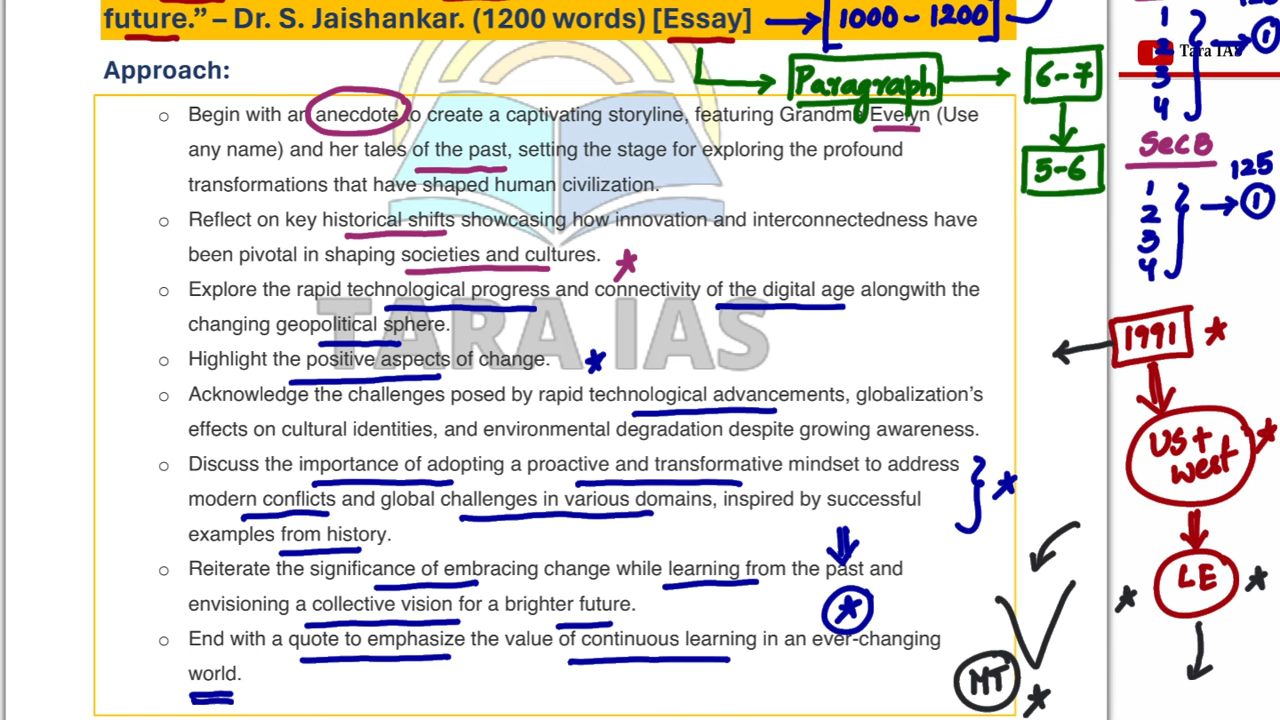 future.” – Dr. S. Jaishankar. (1200 words) [Essay]
[1000 - 1200]
Approach:
Paragraph
6-7
5-6
○ Begin with an anecdote to create a captivating storyline, featuring Grandma Evelyn (Use
any name) and her tales of the past, setting the stage for exploring the profound
transformations that have shaped human civilization.
○ Reflect on key historical shifts showcasing how innovation and interconnectedness have
been pivotal in shaping societies and cultures.
○ Explore the rapid technological progress and connectivity of the digital age alongwith the
changing geopolitical sphere.
○ Highlight the positive aspects of change.
○ Acknowledge the challenges posed by rapid technological advancements, globalization’s
effects on cultural identities, and environmental degradation despite growing awareness.
○ Discuss the importance of adopting a proactive and transformative mindset to address
modern conflicts and global challenges in various domains, inspired by successful
examples from history.
○ Reiterate the significance of embracing change while learning from the past and
envisioning a collective vision for a brighter future.
○ End with a quote to emphasize the value of continuous learning in an ever-changing
world.
TARA IAS
MT
1
2
3
4
①
Tara IAS
Sec B
1
2
3
4
125
①
1991
US +
West
LE